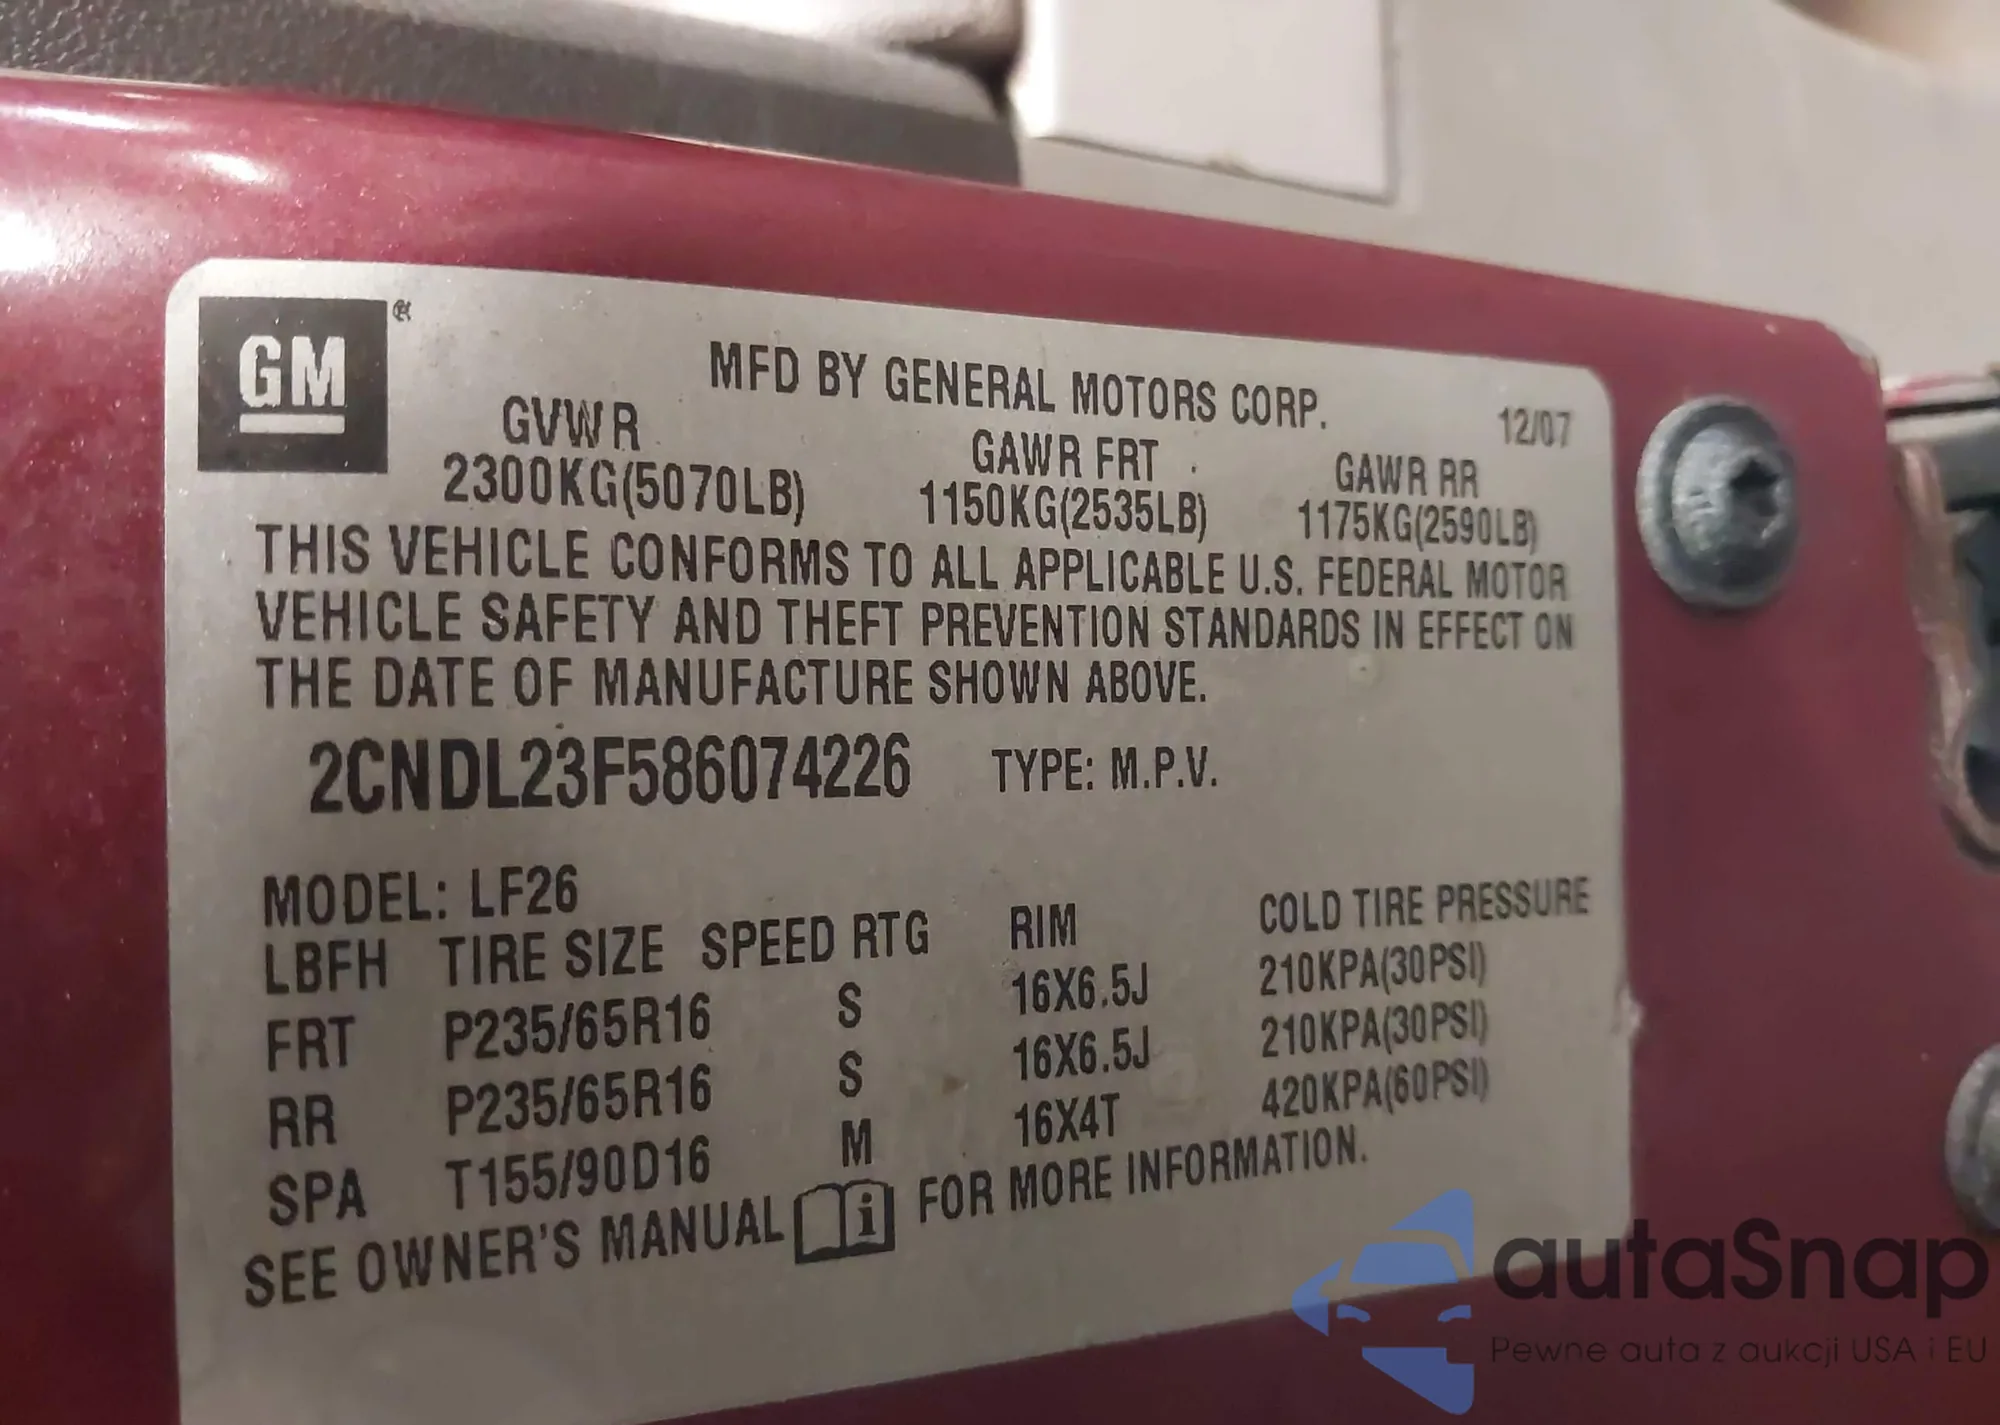 GM ®
MFD BY GENERAL MOTORS CORP.
12/07
GVWR GAWR FRT GAWR RR
2300KG(5070LB) 1150KG(2535LB) 1175KG(2590LB)
THIS VEHICLE CONFORMS TO ALL APPLICABLE U.S. FEDERAL MOTOR
VEHICLE SAFETY AND THEFT PREVENTION STANDARDS IN EFFECT ON
THE DATE OF MANUFACTURE SHOWN ABOVE.
2CNDL23F586074226 TYPE: M.P.V.
MODEL: LF26
LBFH TIRE SIZE SPEED RTG RIM COLD TIRE PRESSURE
FRT P235/65R16 S 16X6.5J 210KPA(30PSI)
RR P235/65R16 S 16X6.5J 210KPA(30PSI)
SPA T155/90D16 M 16X4T 420KPA(60PSI)
SEE OWNER'S MANUAL i FOR MORE INFORMATION.
autaSnap
Pewne auta z aukcji USA i EU